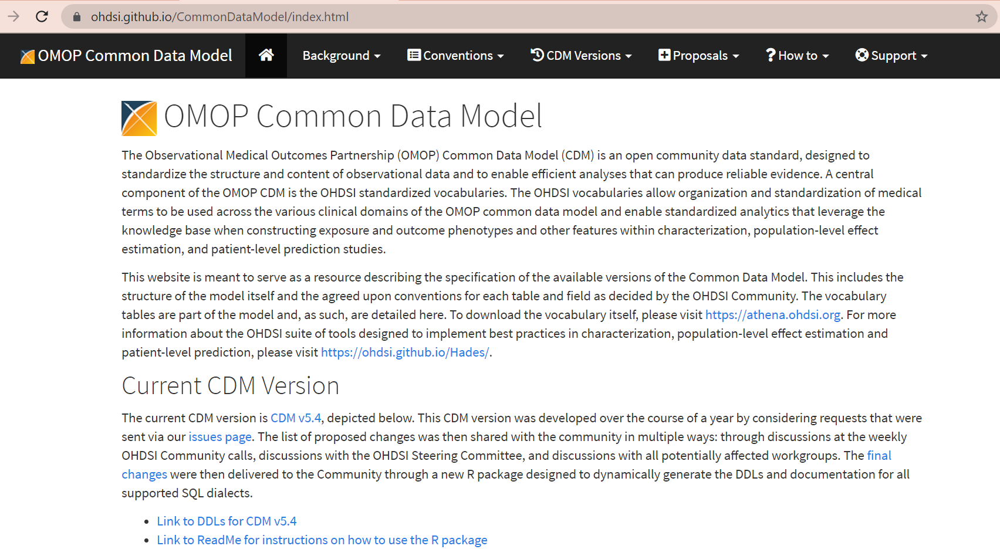 ohdsi.github.io/CommonDataModel/index.html
OMOP Common Data Model Background Conventions CDM Versions Proposals How to Support
OMOP Common Data Model
The Observational Medical Outcomes Partnership (OMOP) Common Data Model (CDM) is an open community data standard, designed to
standardize the structure and content of observational data and to enable efficient analyses that can produce reliable evidence. A central
component of the OMOP CDM is the OHDSI standardized vocabularies. The OHDSI vocabularies allow organization and standardization of medical
terms to be used across the various clinical domains of the OMOP common data model and enable standardized analytics that leverage the
knowledge base when constructing exposure and outcome phenotypes and other features within characterization, population-level effect
estimation, and patient-level prediction studies.
This website is meant to serve as a resource describing the specification of the available versions of the Common Data Model. This includes the
structure of the model itself and the agreed upon conventions for each table and field as decided by the OHDSI Community. The vocabulary
tables are part of the model and, as such, are detailed here. To download the vocabulary itself, please visit https://athena.ohdsi.org. For more
information about the OHDSI suite of tools designed to implement best practices in characterization, population-level effect estimation and
patient-level prediction, please visit https://ohdsi.github.io/Hades/.
Current CDM Version
The current CDM version is CDM v5.4, depicted below. This CDM version was developed over the course of a year by considering requests that were
sent via our issues page. The list of proposed changes was then shared with the community in multiple ways: through discussions at the weekly
OHDSI Community calls, discussions with the OHDSI Steering Committee, and discussions with all potentially affected workgroups. The final
changes were then delivered to the Community through a new R package designed to dynamically generate the DDLs and documentation for all
supported SQL dialects.
• Link to DDLs for CDM v5.4
• Link to ReadMe for instructions on how to use the R package